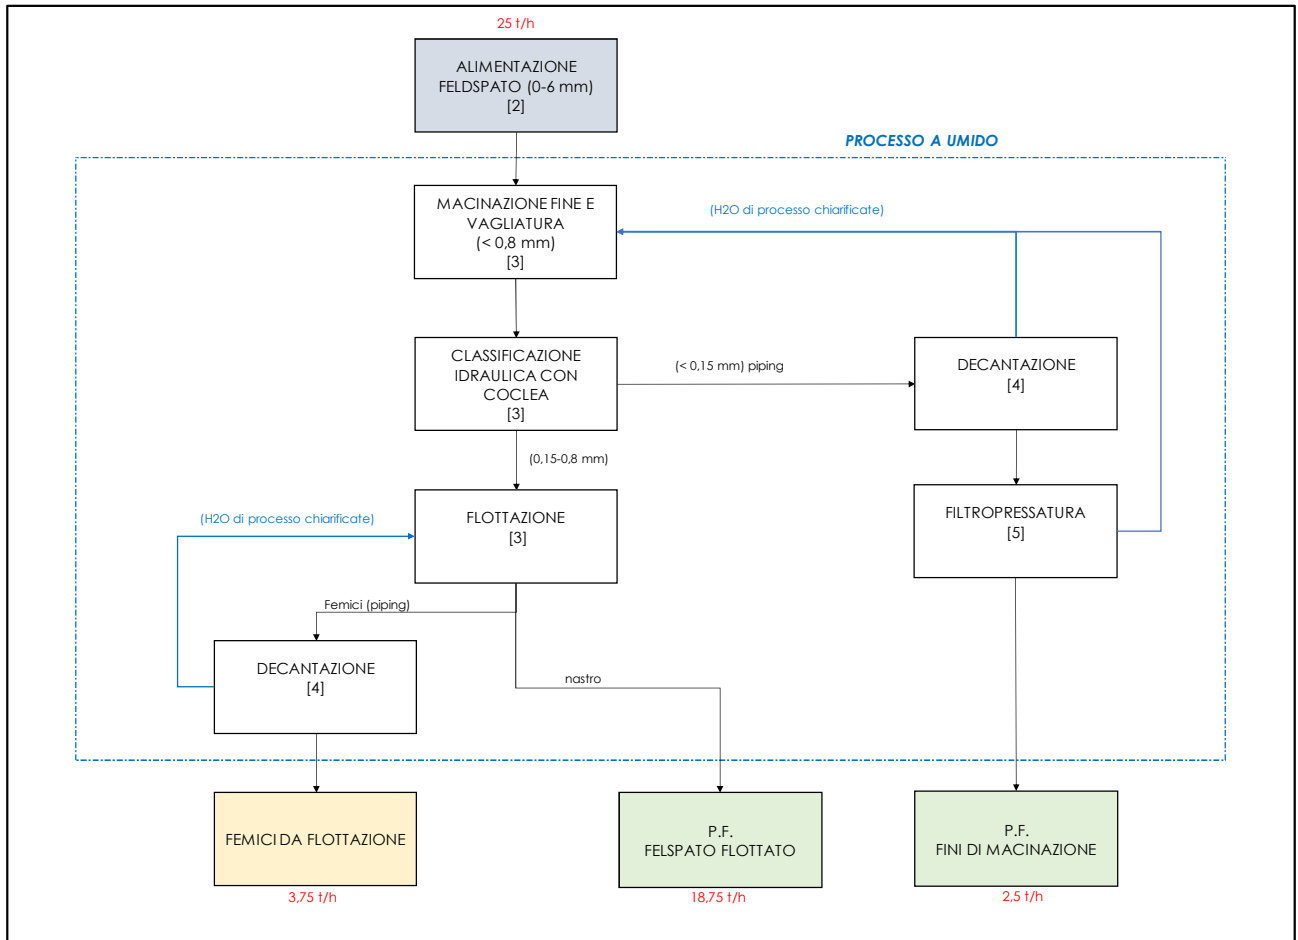 25 t/h
ALIMENTAZIONE
FELDSPATO (0-6 mm)
[2]
PROCESSO A UMIDO
MACINAZIONE FINE E
VAGLIATURA
(< 0,8 mm)
[3]
(H2O di processo chiarificate)
CLASSIFICAZIONE
IDRAULICA CON
COCLEA
[3]
(< 0,15 mm) piping
DECANTAZIONE
[4]
(0,15-0,8 mm)
(H2O di processo chiarificate)
FLOTTAZIONE
[3]
FILTROPRESSATURA
[5]
Femici (piping)
DECANTAZIONE
[4]
nastro
FEMICI DA FLOTTAZIONE
P.F.
FELSPATO FLOTTATO
P.F.
FINI DI MACINAZIONE
3,75 t/h
18,75 t/h
2,5 t/h